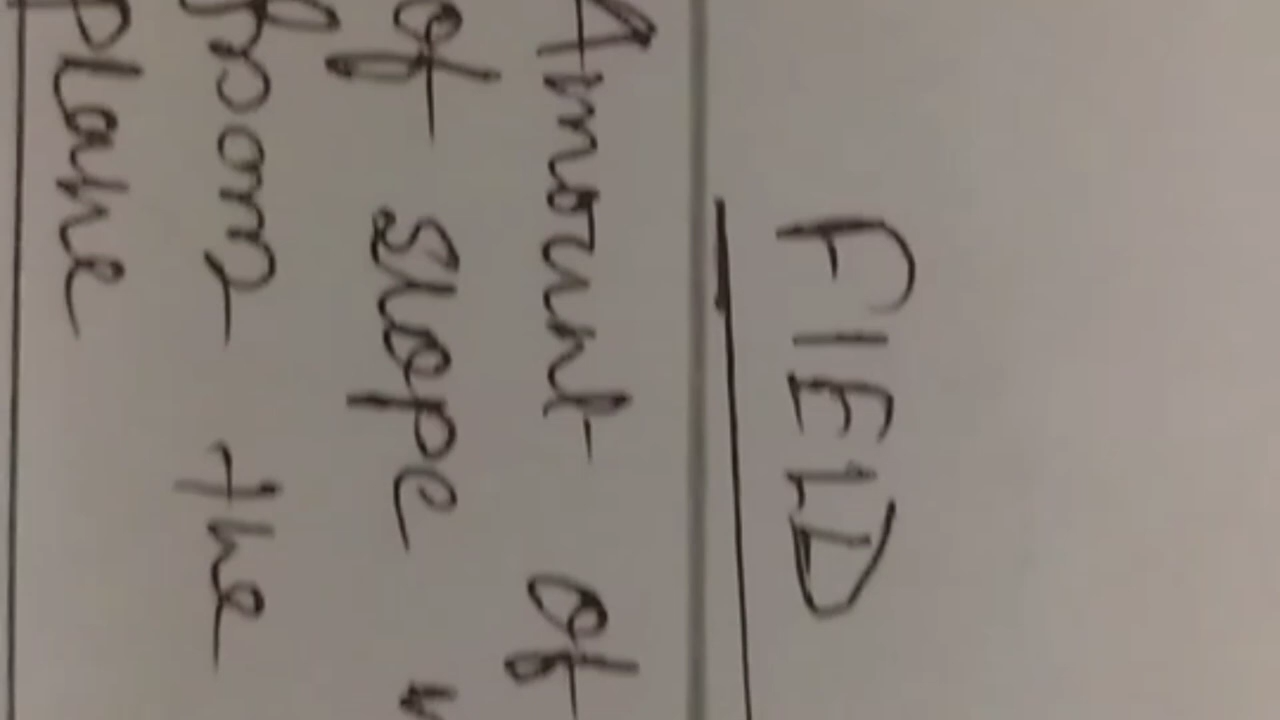 FIELD
Amount of
of slope
from the
plane